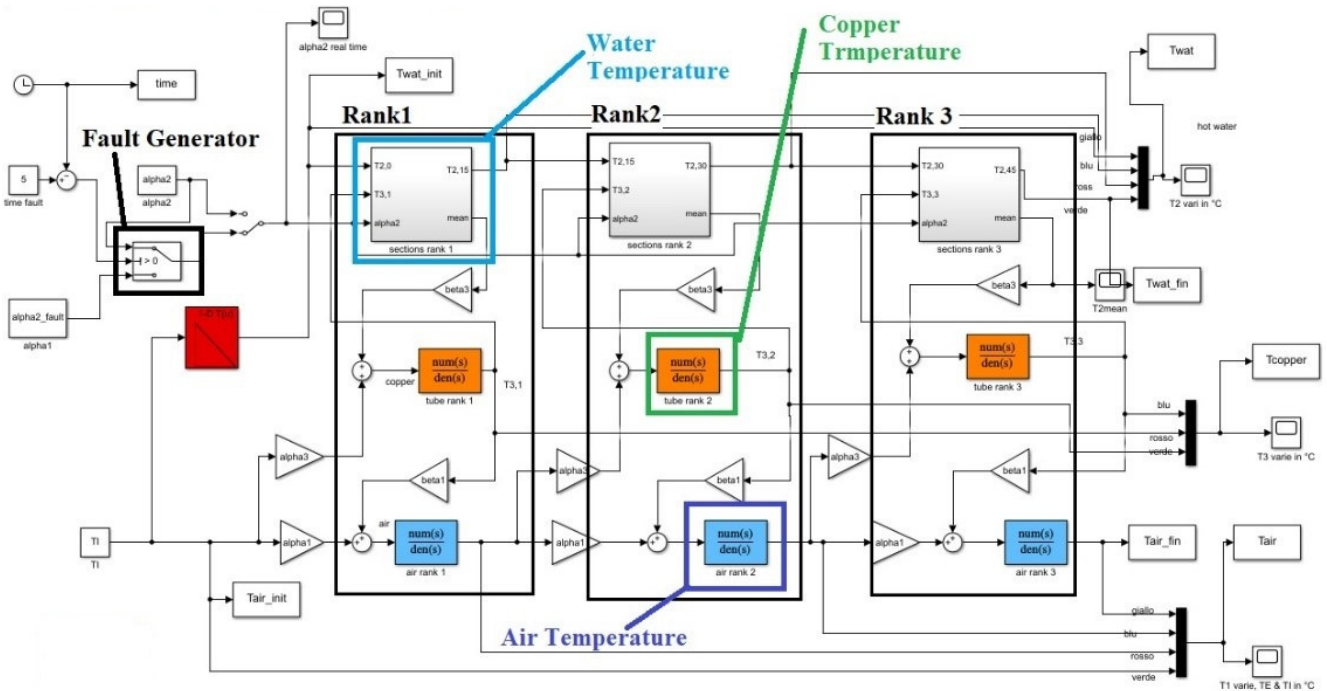 Copper
Trmperature
Water
Temperature
alpha2 real time
Twat
Twat_init
time
Rank1
Rank2
Rank 3
hot water
Fault Generator
giallo
blu
ross
verde
T2 vari in °C
5
time fault
alpha2
alpha2
T2,0
T3,1
alpha2
T2,15
mean
sections rank 1
T2,15
T3,2
alpha2
T2,30
mean
sections rank 2
T2,30
T3,3
alpha2
T2,45
mean
sections rank 3
> 0
alpha2_fault
alpha1
1-D T(u)
beta3
beta3
beta3
T2mean
Twat_fin
copper
num(s)
den(s)
tube rank 1
T3,1
num(s)
den(s)
tube rank 2
T3,2
num(s)
den(s)
tube rank 3
T3,3
Tcopper
blu
rosso
verde
T3 varie in °C
alpha3
alpha3
alpha3
beta1
beta1
beta1
TI
TI
alpha1
air
num(s)
den(s)
air rank 1
alpha1
num(s)
den(s)
air rank 2
alpha1
num(s)
den(s)
air rank 3
Tair_fin
Tair
Tair_init
Air Temperature
giallo
blu
rosso
verde
T1 varie, TE & TI in °C